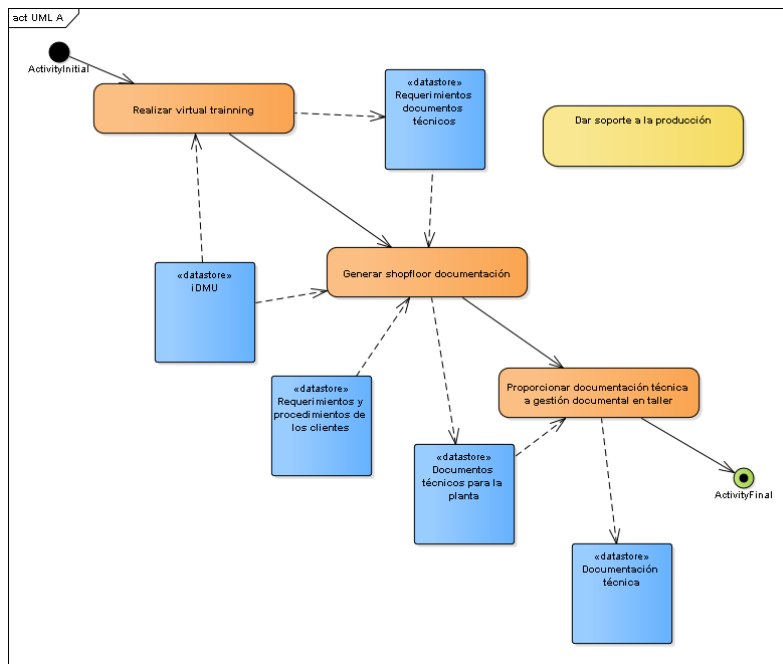 act UML A
ActivityInitial
Realizar virtual trainning
«datastore»
Requerimientos
documentos
técnicos
Dar soporte a la producción
Generar shopfloor documentación
«datastore»
iDMU
«datastore»
Requerimientos y
procedimientos de
los clientes
Proporcionar documentación técnica
a gestión documental en taller
«datastore»
Documentos
técnicos para la
planta
ActivityFinal
«datastore»
Documentación
técnica